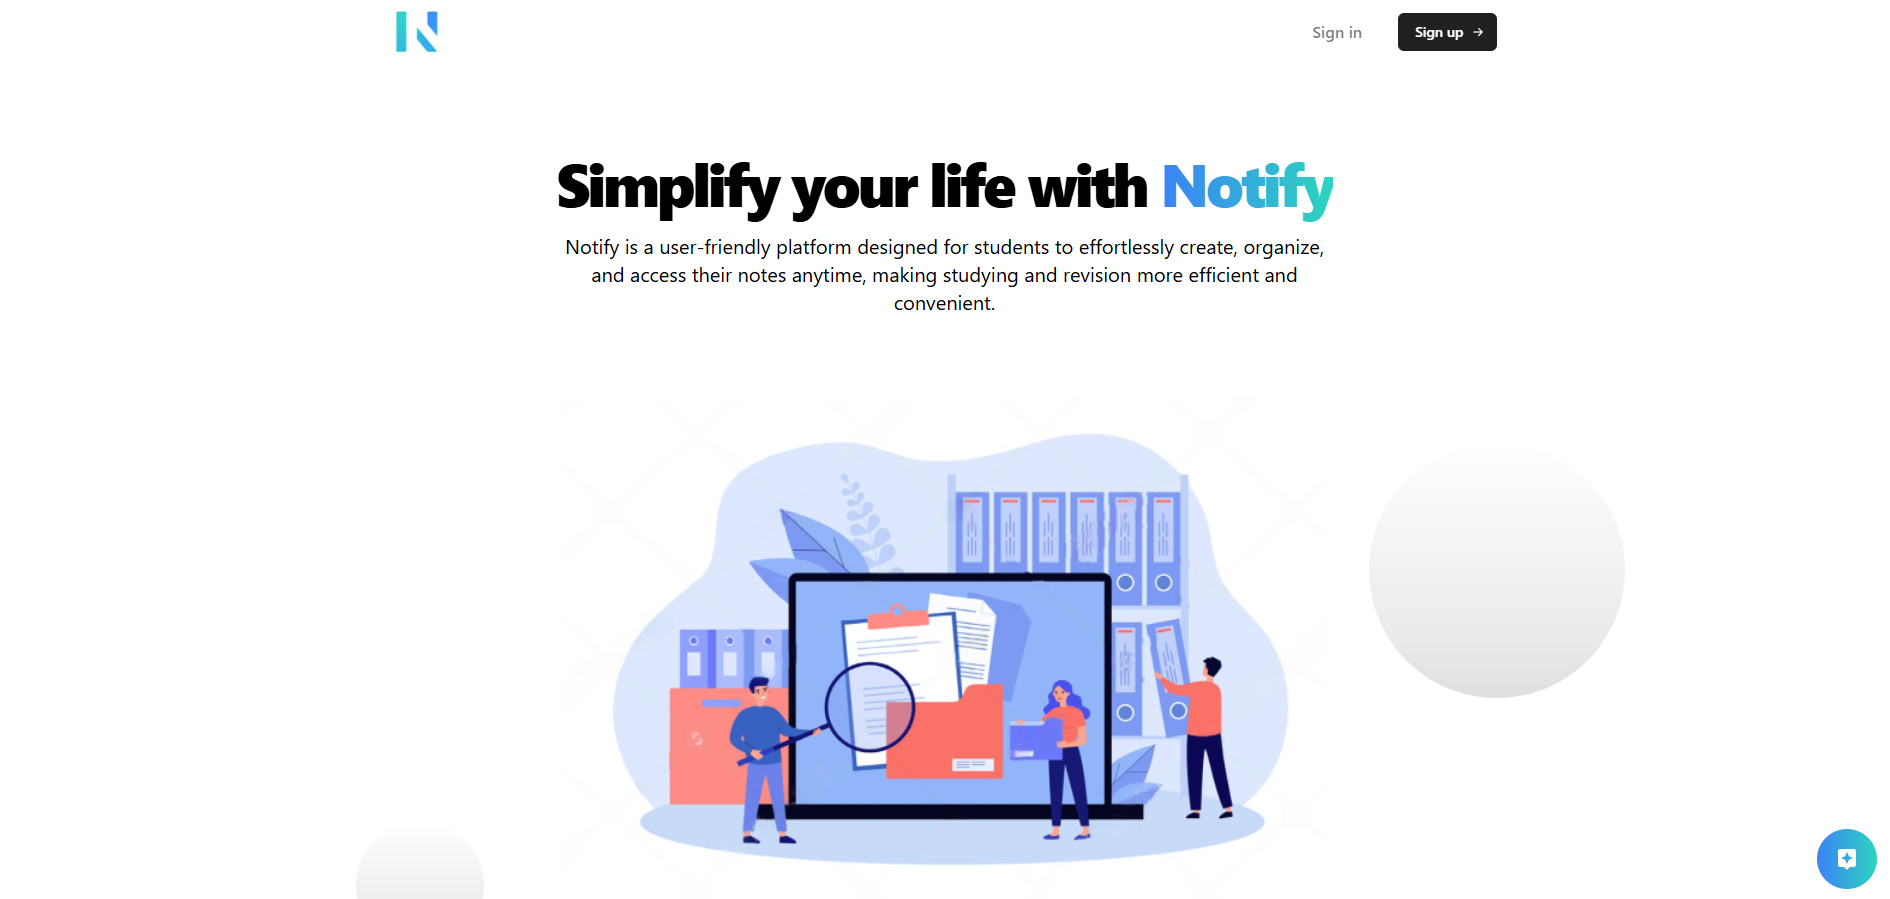 Sign in
Sign up
Simplify your life with Notify
Notify is a user-friendly platform designed for students to effortlessly create, organize,
and access their notes anytime, making studying and revision more efficient and
convenient.